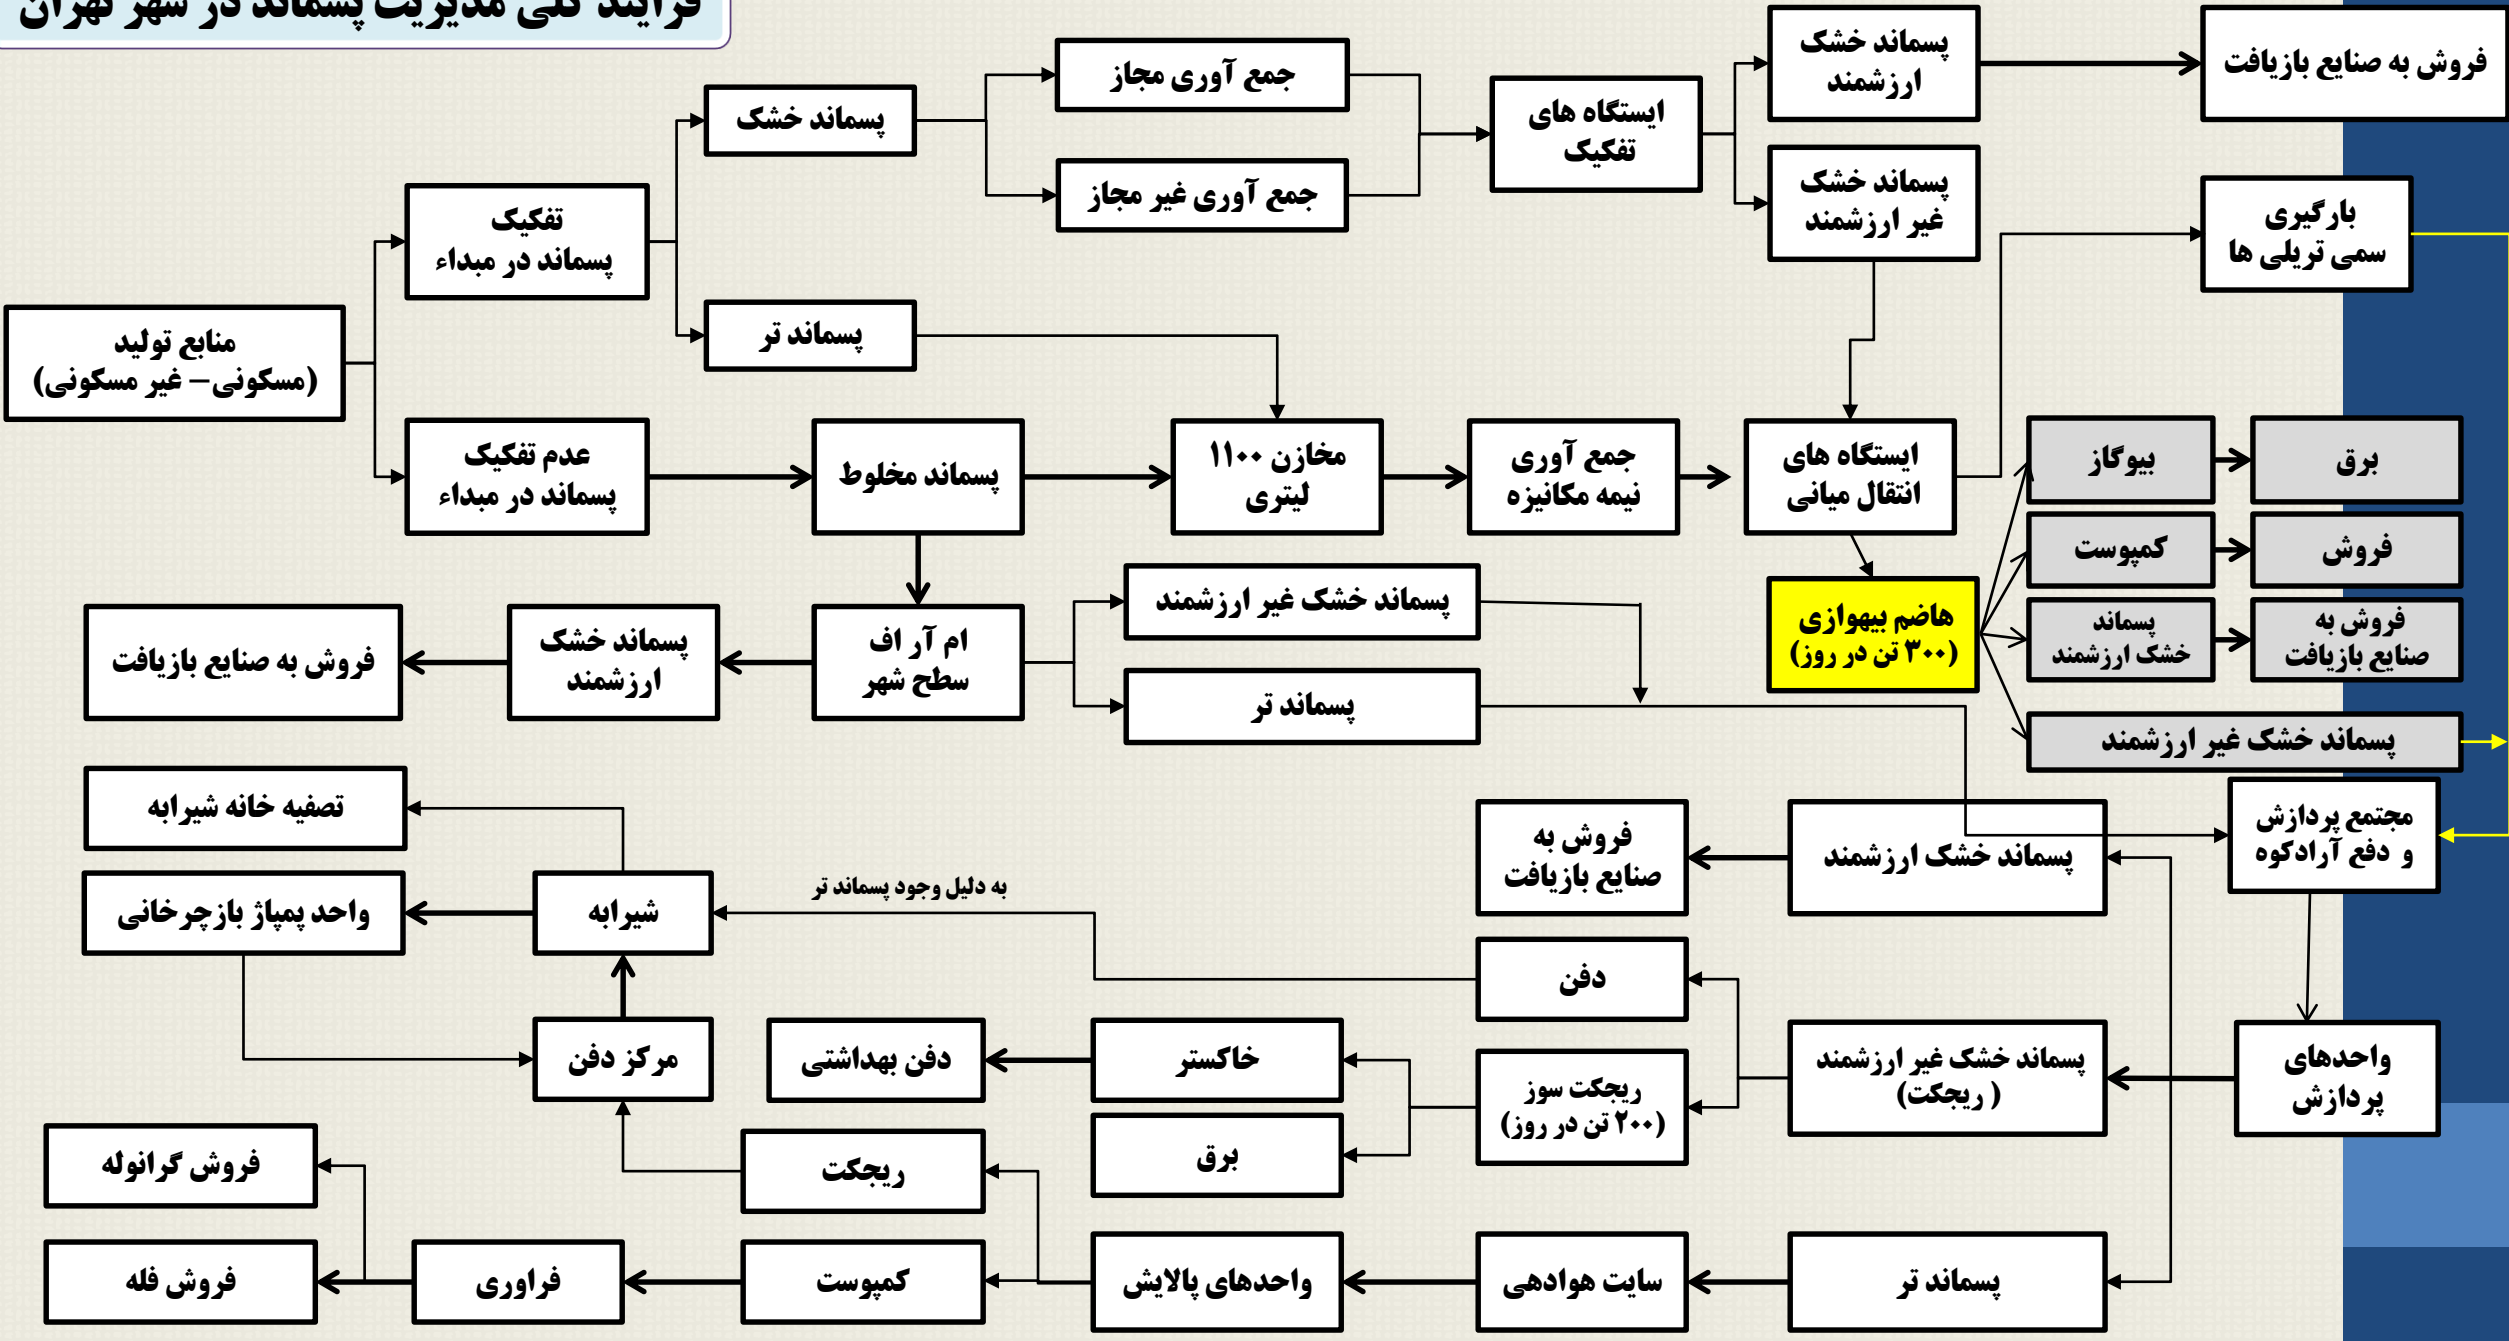 فرآیند کلی مدیریت پسماند در شهر تهران
پسماند خشک
ارزشمند
فروش به صنایع بازیافت
جمع آوری مجاز
پسماند خشک
ایستگاه های
تفکیک
جمع آوری غیر مجاز
پسماند خشک
غیر ارزشمند
بارگیری
سمی تریلی ها
تفکیک
پسماند در مبداء
پسماند تر
منابع تولید
(مسکونی– غیر مسکونی)
عدم تفکیک
پسماند در مبداء
پسماند مخلوط
مخازن ۱۱۰۰
لیتری
جمع آوری
نیمه مکانیزه
ایستگاه های
انتقال میانی
بیوگاز
برق
کمپوست
فروش
هاضم بیهوازی
(۳۰۰ تن در روز)
پسماند
خشک ارزشمند
فروش به
صنایع بازیافت
پسماند خشک غیر ارزشمند
پسماند خشک غیر ارزشمند
پسماند تر
ام آر اف
سطح شهر
پسماند خشک
ارزشمند
فروش به صنایع بازیافت
مجتمع پردازش
و دفع آرادکوه
پسماند خشک ارزشمند
فروش به
صنایع بازیافت
تصفیه خانه شیرابه
به دلیل وجود پسماند تر
شیرابه
واحد پمپاژ بازچرخانی
دفن
واحدهای
پردازش
پسماند خشک غیر ارزشمند
( ریجکت)
ریجکت سوز
(۲۰۰ تن در روز)
خاکستر
دفن بهداشتی
مرکز دفن
برق
ریجکت
فروش گرانوله
پسماند تر
سایت هوادهی
واحدهای پالایش
کمپوست
فراوری
فروش فله